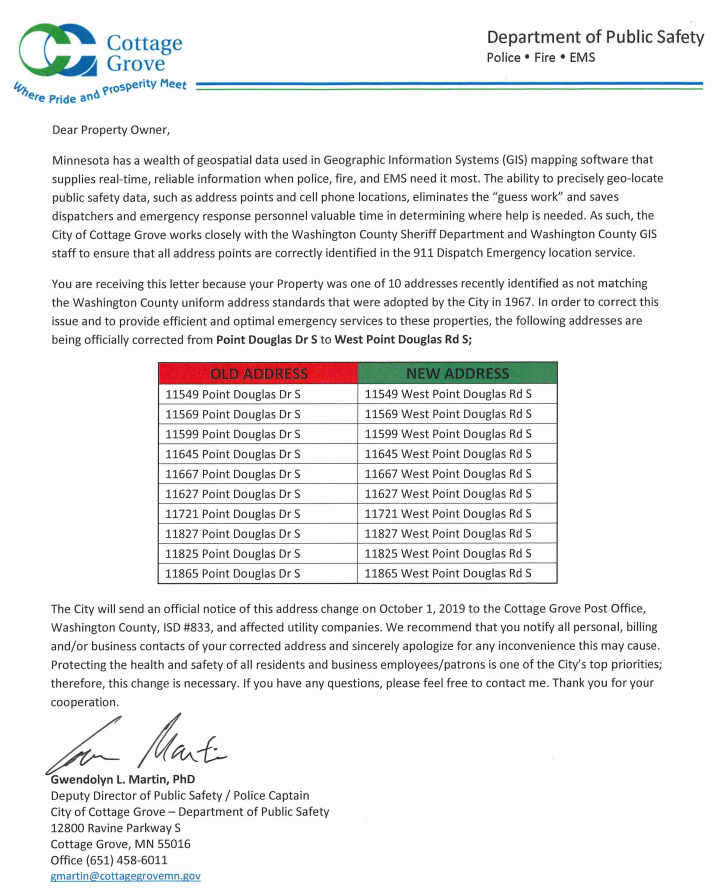 Cottage
Grove
Where Pride and Prosperity Meet
Department of Public Safety
Police • Fire • EMS
Dear Property Owner,
Minnesota has a wealth of geospatial data used in Geographic Information Systems (GIS) mapping software that
supplies real-time, reliable information when police, fire, and EMS need it most. The ability to precisely geo-locate
public safety data, such as address points and cell phone locations, eliminates the “guess work” and saves
dispatchers and emergency response personnel valuable time in determining where help is needed. As such, the
City of Cottage Grove works closely with the Washington County Sheriff Department and Washington County GIS
staff to ensure that all address points are correctly identified in the 911 Dispatch Emergency location service.
You are receiving this letter because your Property was one of 10 addresses recently identified as not matching
the Washington County uniform address standards that were adopted by the City in 1967. In order to correct this
issue and to provide efficient and optimal emergency services to these properties, the following addresses are
being officially corrected from Point Douglas Dr S to West Point Douglas Rd S;
OLD ADDRESS NEW ADDRESS
11549 Point Douglas Dr S 11549 West Point Douglas Rd S
11569 Point Douglas Dr S 11569 West Point Douglas Rd S
11599 Point Douglas Dr S 11599 West Point Douglas Rd S
11645 Point Douglas Dr S 11645 West Point Douglas Rd S
11667 Point Douglas Dr S 11667 West Point Douglas Rd S
11627 Point Douglas Dr S 11627 West Point Douglas Rd S
11721 Point Douglas Dr S 11721 West Point Douglas Rd S
11827 Point Douglas Dr S 11827 West Point Douglas Rd S
11825 Point Douglas Dr S 11825 West Point Douglas Rd S
11865 Point Douglas Dr S 11865 West Point Douglas Rd S
The City will send an official notice of this address change on October 1, 2019 to the Cottage Grove Post Office,
Washington County, ISD #833, and affected utility companies. We recommend that you notify all personal, billing
and/or business contacts of your corrected address and sincerely apologize for any inconvenience this may cause.
Protecting the health and safety of all residents and business employees/patrons is one of the City’s top priorities;
therefore, this change is necessary. If you have any questions, please feel free to contact me. Thank you for your
cooperation.
Martin
Gwendolyn L. Martin, PhD
Deputy Director of Public Safety / Police Captain
City of Cottage Grove – Department of Public Safety
12800 Ravine Parkway S
Cottage Grove, MN 55016
Office (651) 458-6011
gmartin@cottagegrovemn.gov